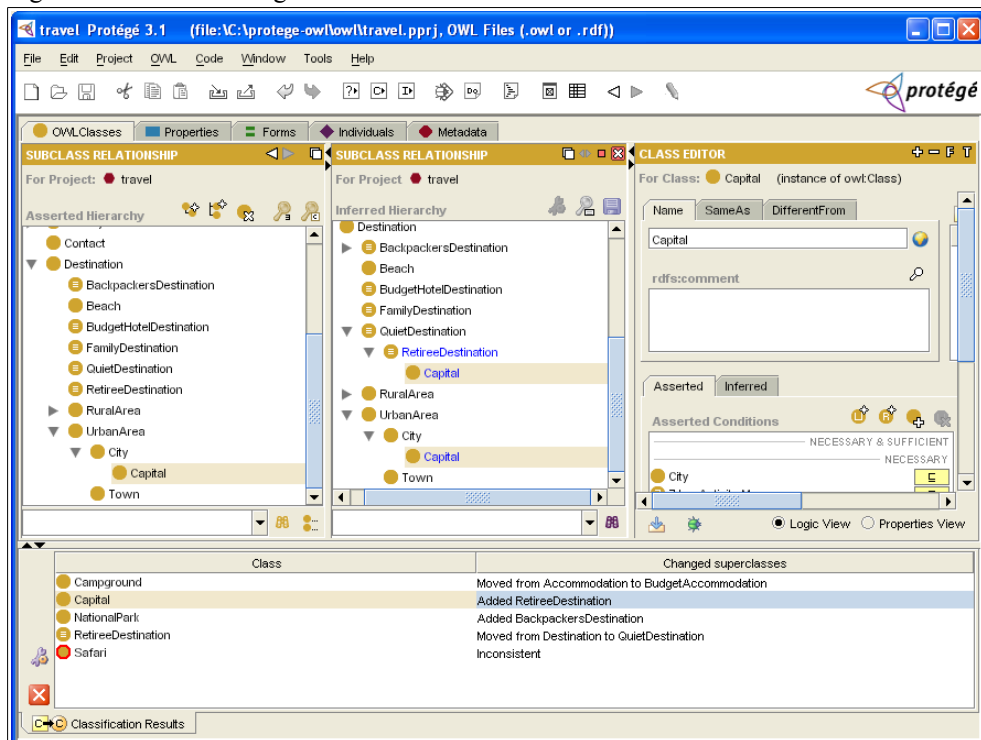 travel Protégé 3.1 (file:\C:\protege-owl\owl\travel.pprj, OWL Files (.owl or .rdf))
File Edit Project OWL Code Window Tools Help
protégé
OWLClasses Properties Forms Individuals Metadata
SUBCLASS RELATIONSHIP
For Project: travel
Asserted Hierarchy
Contact
Destination
BackpackersDestination
Beach
BudgetHotelDestination
FamilyDestination
QuietDestination
RetireeDestination
RuralArea
UrbanArea
City
Capital
Town
SUBCLASS RELATIONSHIP
For Project travel
Inferred Hierarchy
Destination
BackpackersDestination
Beach
BudgetHotelDestination
FamilyDestination
QuietDestination
RetireeDestination
Capital
RuralArea
UrbanArea
City
Capital
Town
CLASS EDITOR
For Class: Capital (instance of owl:Class)
Name SameAs DifferentFrom
Capital
rdfs:comment
Asserted Inferred
Asserted Conditions
NECESSARY & SUFFICIENT
NECESSARY
City
Logic View Properties View
Class Changed superclasses
Campground Moved from Accommodation to BudgetAccommodation
Capital Added RetireeDestination
NationalPark Added BackpackersDestination
RetireeDestination Moved from Destination to QuietDestination
Safari Inconsistent
Classification Results